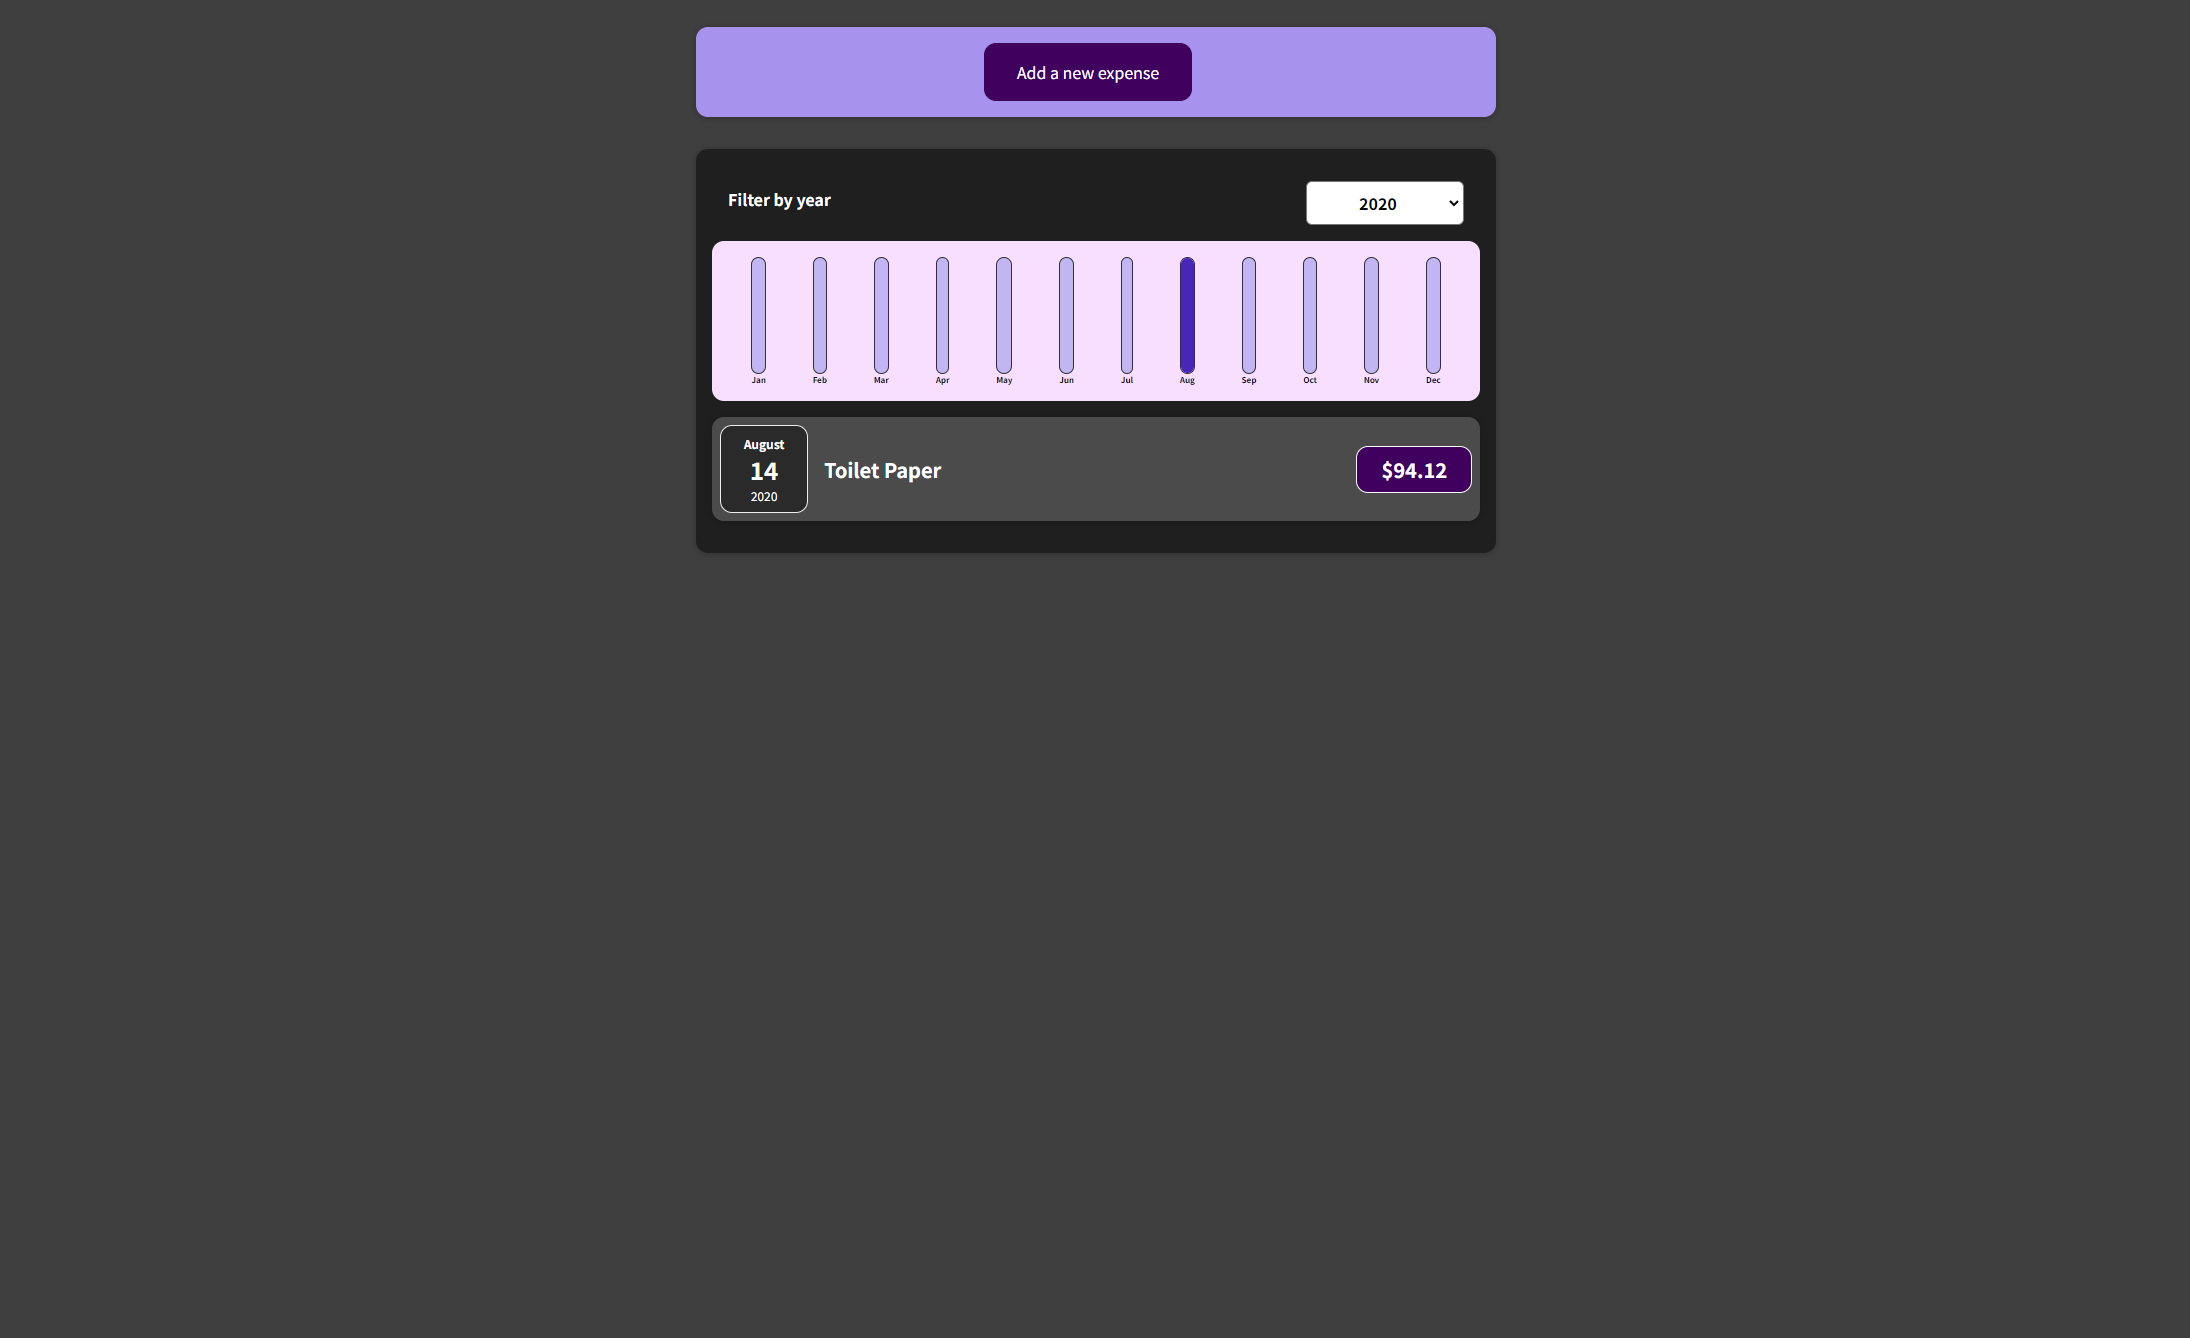 Add a new expense
Filter by year
2020
Jan Feb Mar Apr May Jun Jul Aug Sep Oct Nov Dec
August
14
2020
Toilet Paper
$94.12